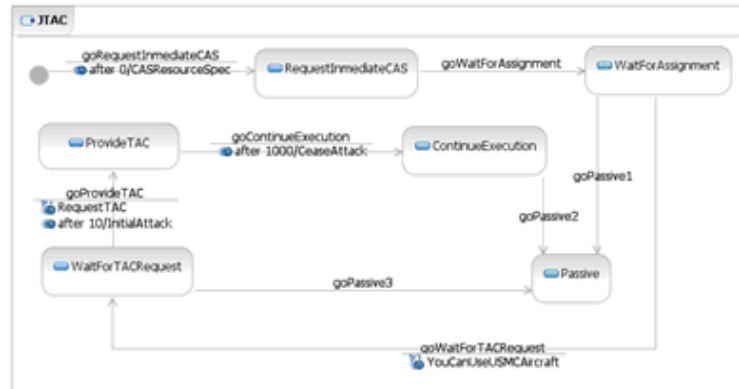 JTAC
goRequestInmediateCAS
after 0/CASResourceSpec
RequestInmediateCAS
goWaitForAssignment
WaitForAssignment
ProvideTAC
goContinueExecution
after 1000/CeaseAttack
ContinueExecution
goPassive1
goProvideTAC
RequestTAC
after 10/InitialAttack
goPassive2
WaitForTACRequest
goPassive3
Passive
goWaitForTACRequest
YouCanUseUSMCAircraft